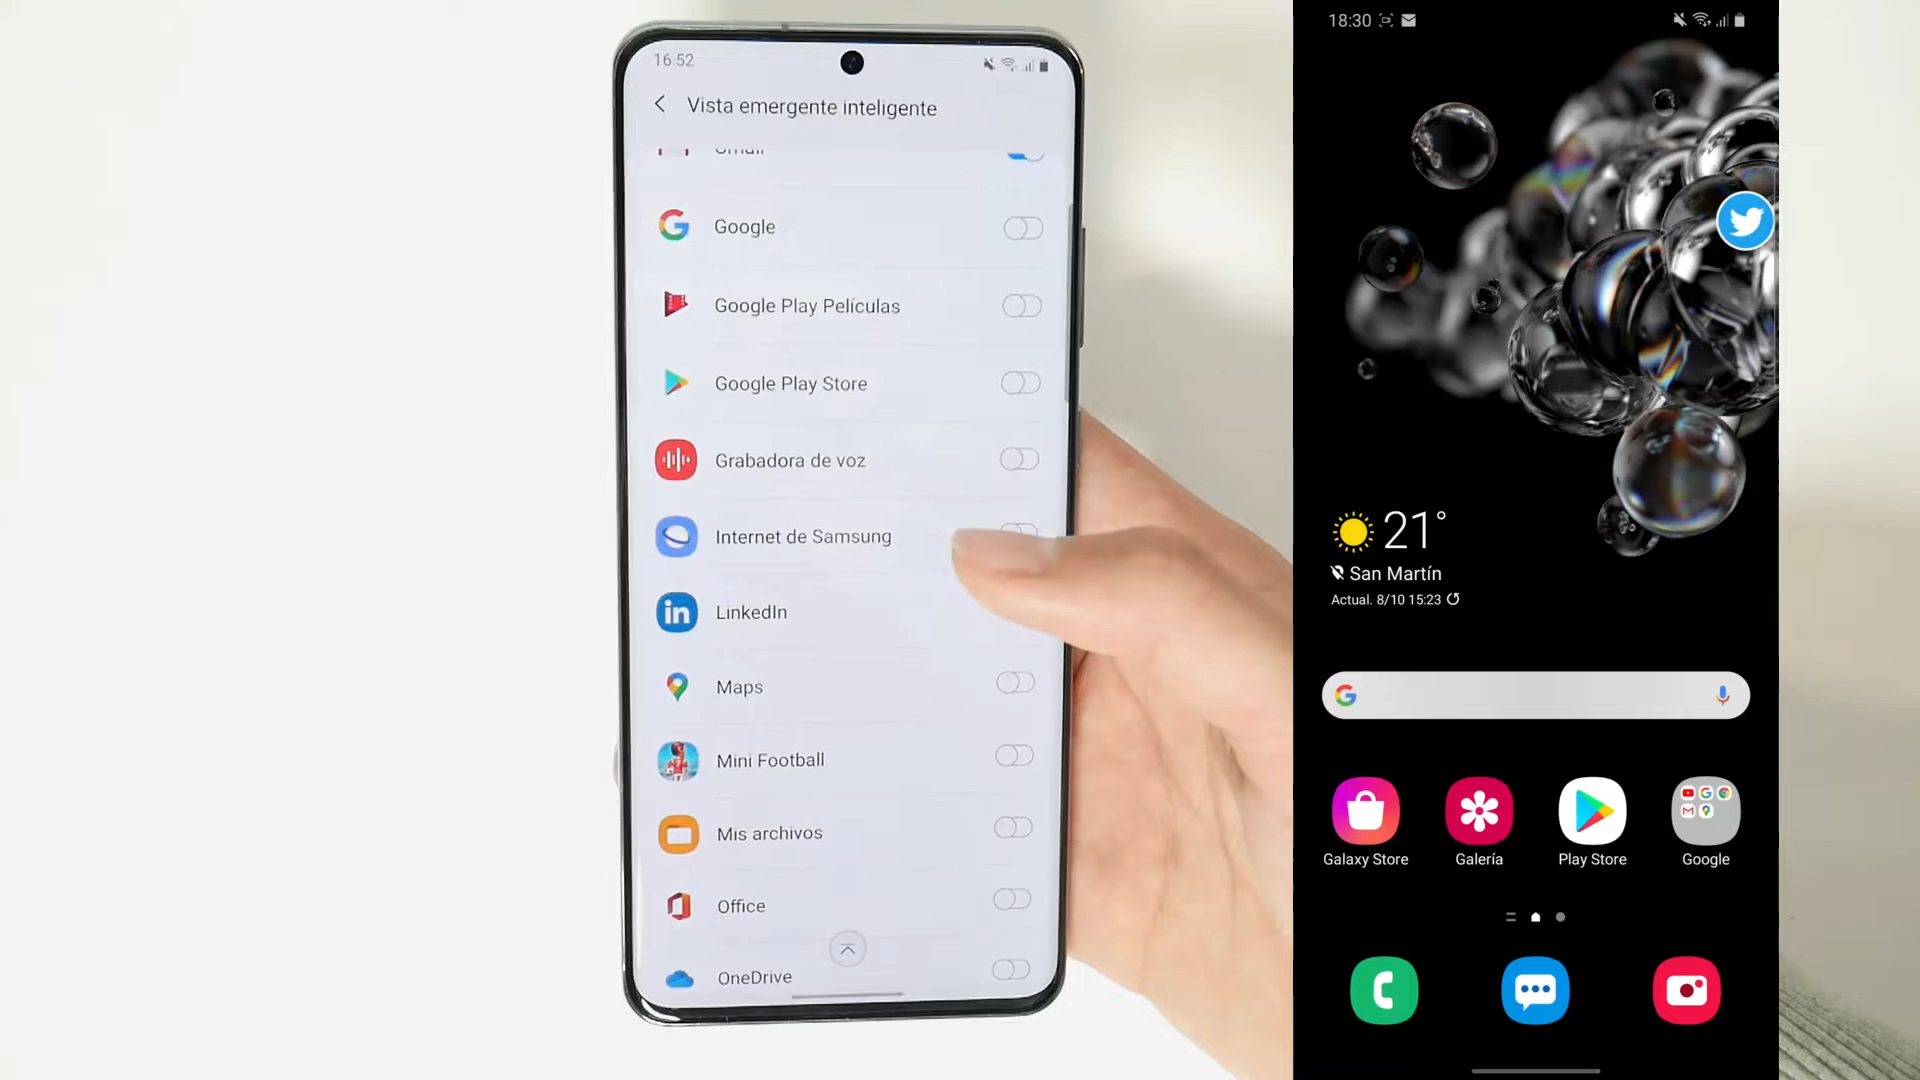 16:52
Vista emergente inteligente
Gmail
Google
Google Play Películas
Google Play Store
Grabadora de voz
Internet de Samsung
in
LinkedIn
Maps
Mini Football
Mis archivos
Office
OneDrive
18:30
21°
San Martín
Actual. 8/10 15:23
Galaxy Store
Galería
Play Store
Google